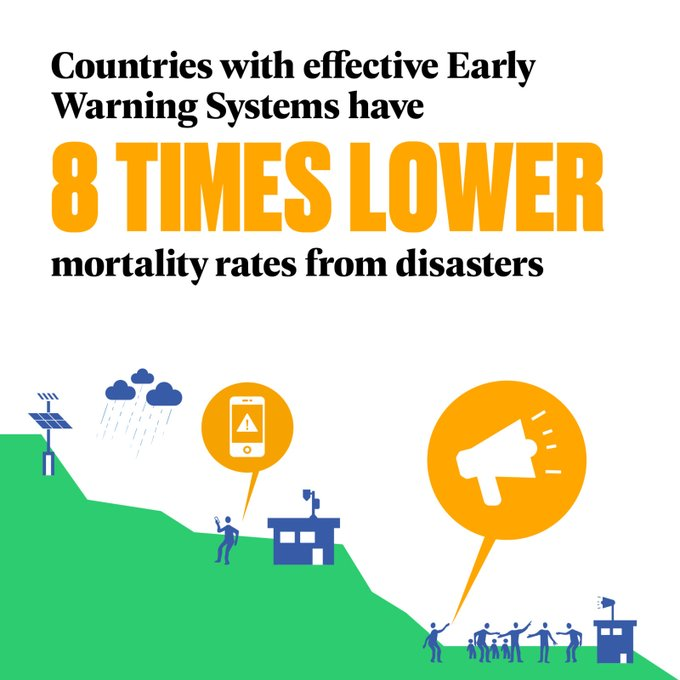 Countries with effective Early
Warning Systems have
8 TIMES LOWER
mortality rates from disasters